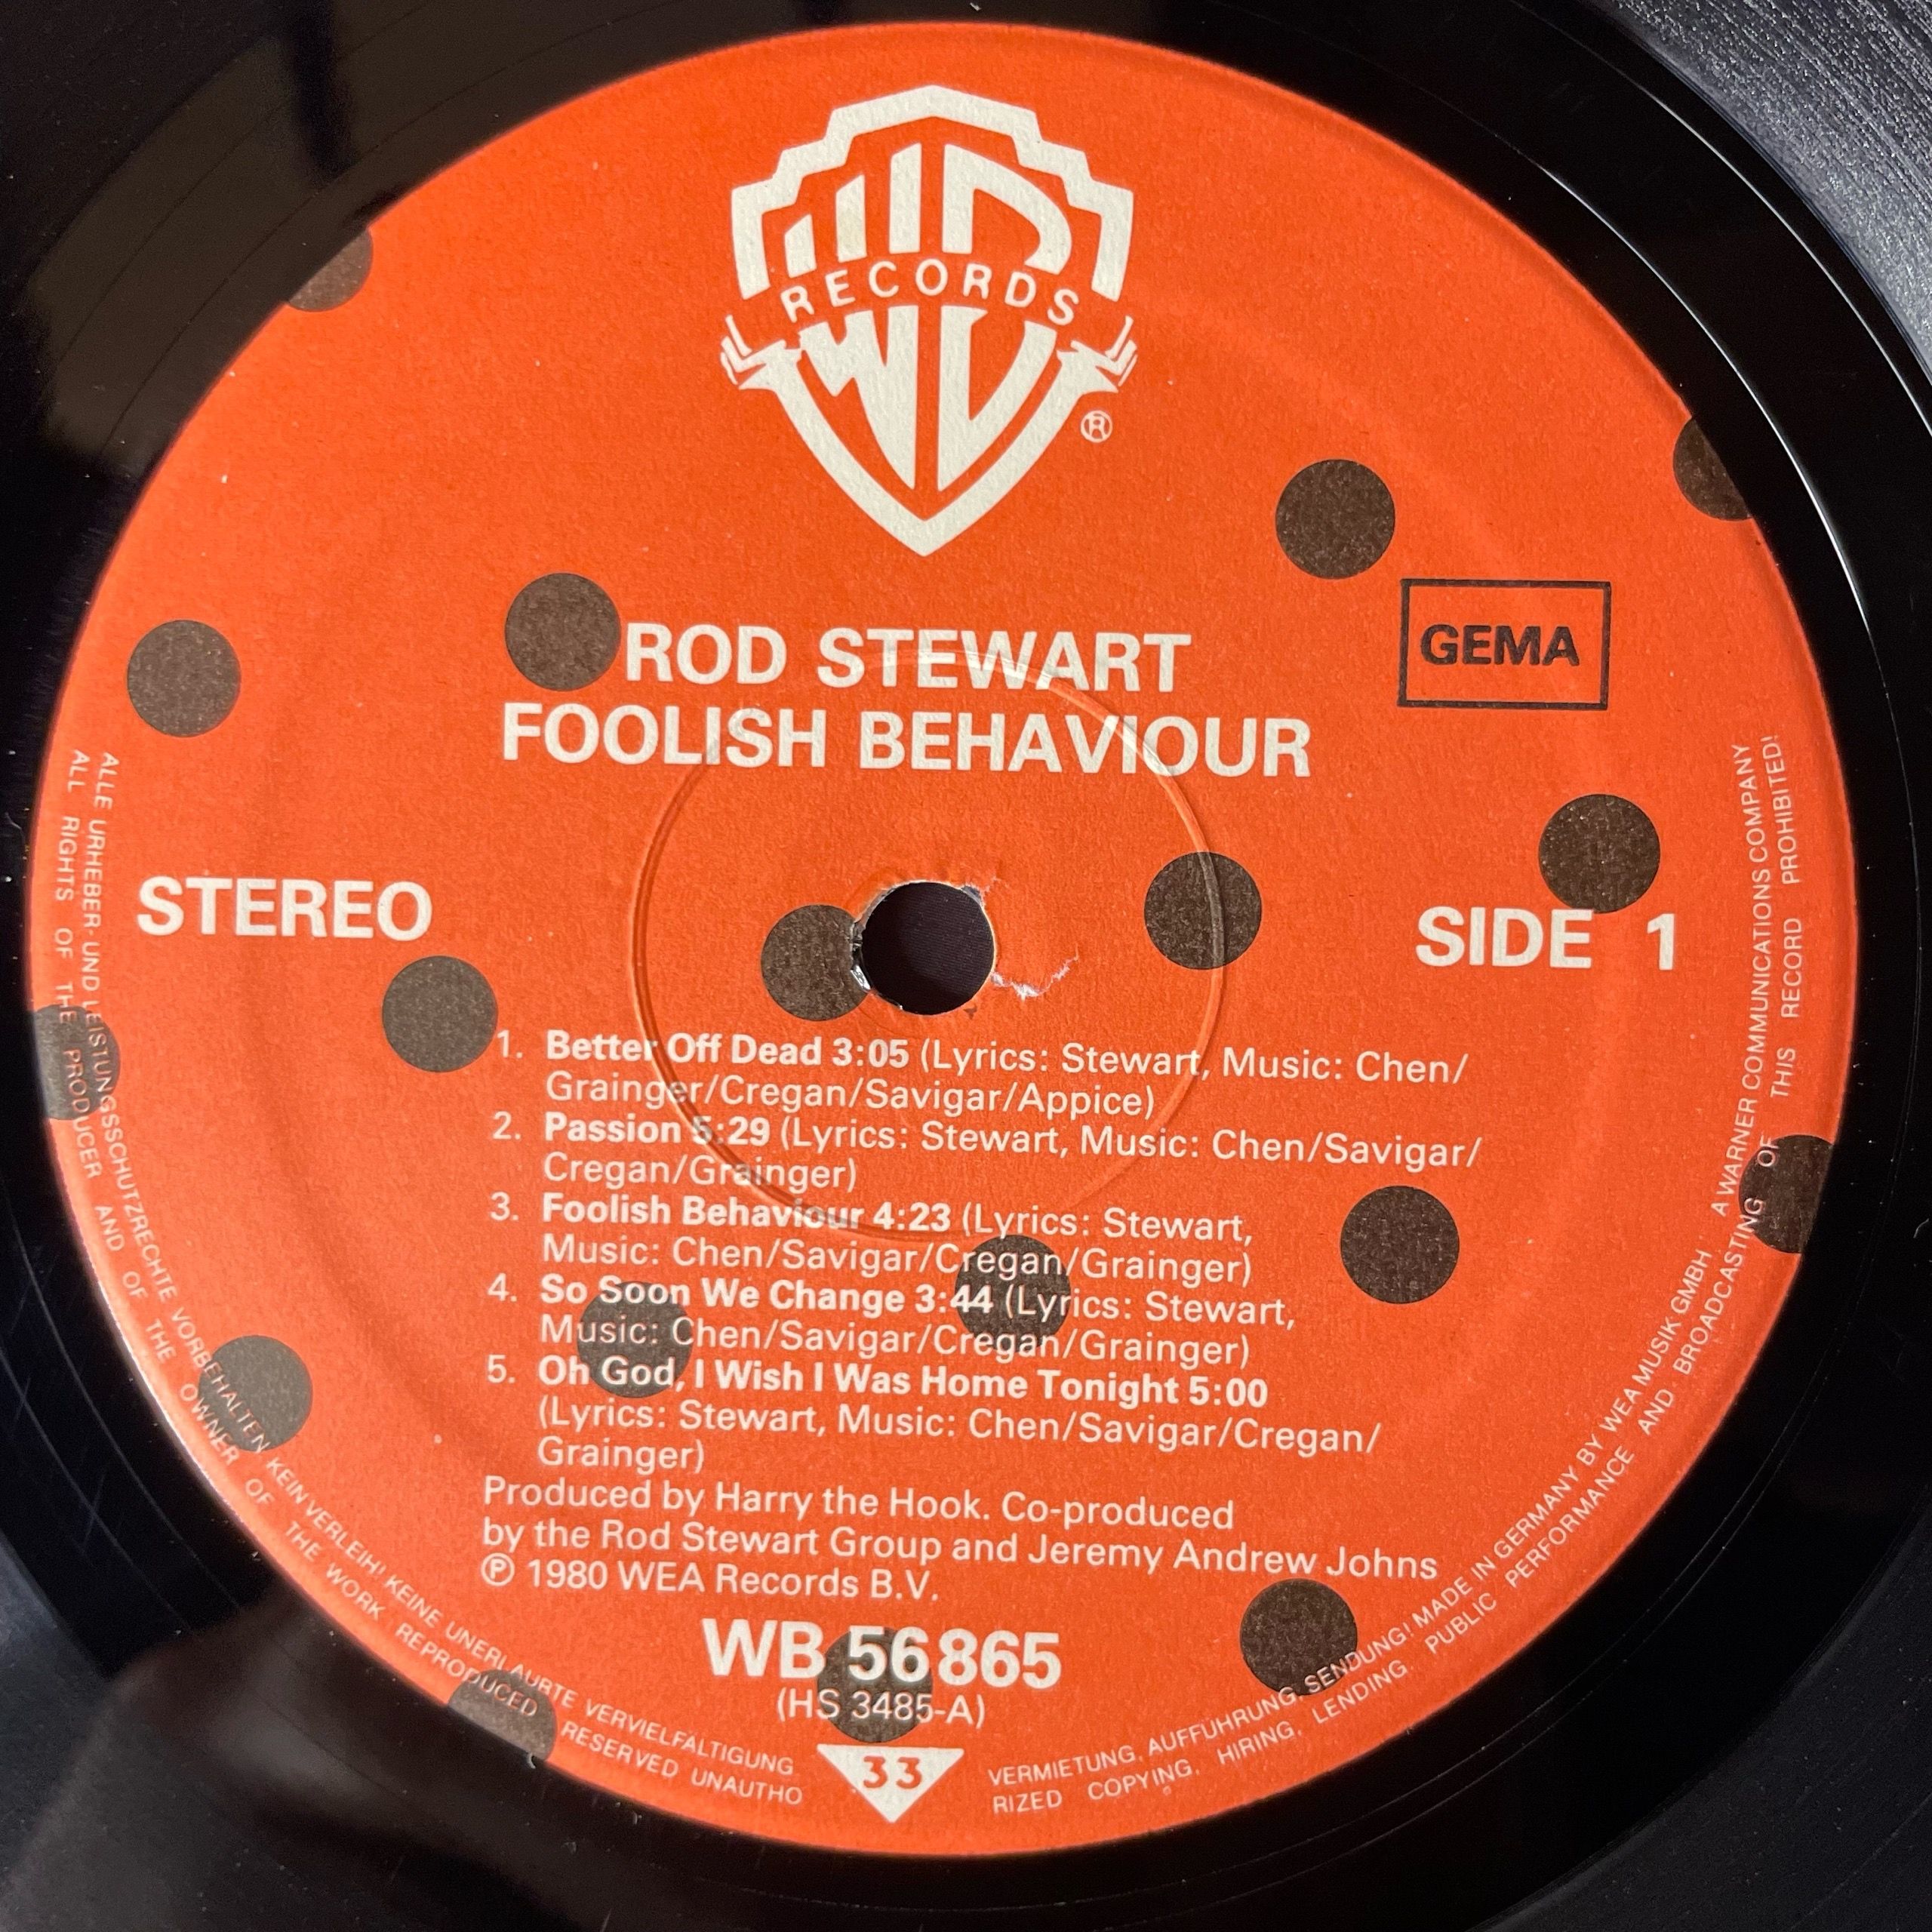 RECORDS
®
ROD STEWART
FOOLISH BEHAVIOUR
GEMA
STEREO
SIDE 1
1. Better Off Dead 3:05 (Lyrics: Stewart, Music: Chen/
Grainger/Cregan/Savigar/Appice)
2. Passion 5:29 (Lyrics: Stewart, Music: Chen/Savigar/
Cregan/Grainger)
3. Foolish Behaviour 4:23 (Lyrics: Stewart,
Music: Chen/Savigar/Cregan/Grainger)
4. So Soon We Change 3:44 (Lyrics: Stewart,
Music: Chen/Savigar/Cregan/Grainger)
5. Oh God, I Wish I Was Home Tonight 5:00
(Lyrics: Stewart, Music: Chen/Savigar/Cregan/
Grainger)
Produced by Harry the Hook. Co-produced
by the Rod Stewart Group and Jeremy Andrew Johns
℗ 1980 WEA Records B.V.
WB 56 865
(HS 3485-A)
33
ALLE URHEBER- UND LEISTUNGSSCHUTZRECHTE VORBEHALTEN KEIN VERLEIH! KEINE UNERLAUBTE VERVIELFÄLTIGUNG VERMIETUNG, AUFFÜHRUNG, SENDUNG! MADE IN GERMANY BY WEA MUSIK GMBH · A WARNER COMMUNICATIONS COMPANY
ALL RIGHTS OF THE PRODUCER AND OF THE OWNER OF THE WORK REPRODUCED RESERVED UNAUTHORIZED COPYING, HIRING, LENDING, PUBLIC PERFORMANCE AND BROADCASTING OF THIS RECORD PROHIBITED!